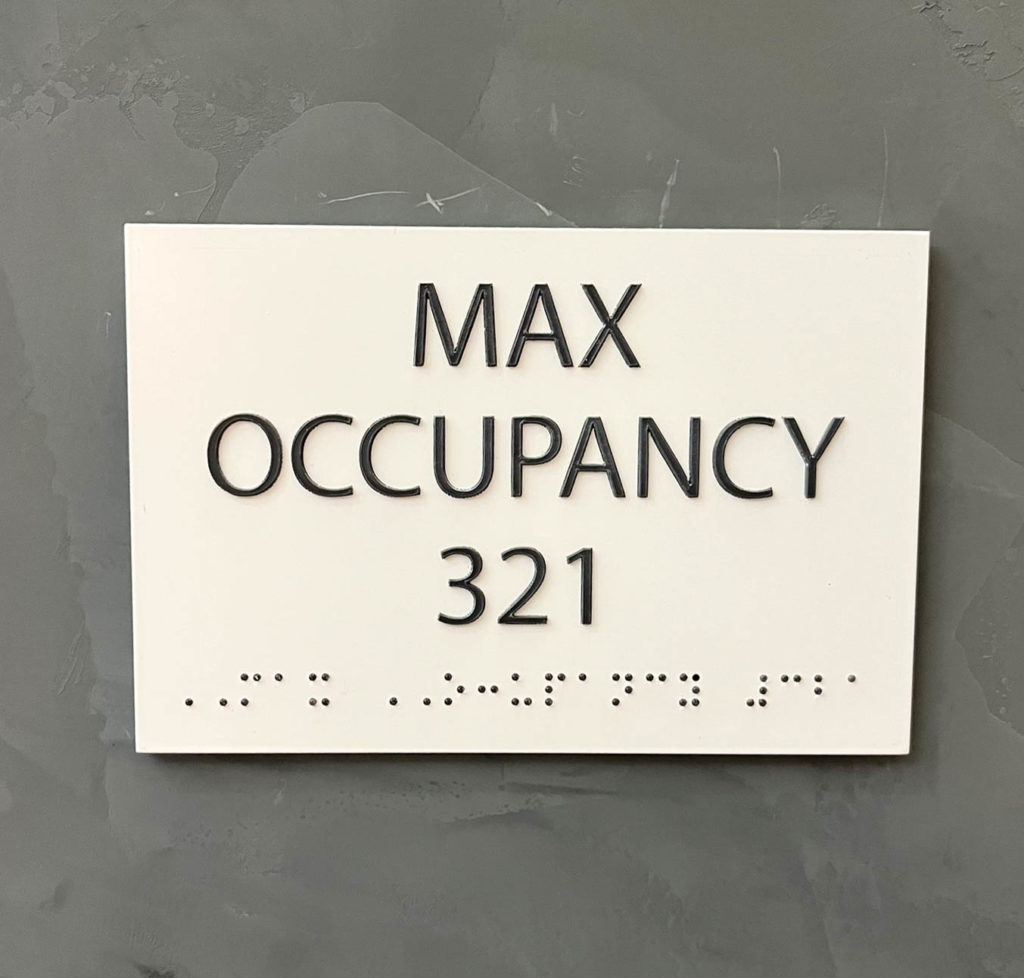 MAX
OCCUPANCY
321
⠠⠠⠍⠁⠭ ⠠⠠⠕⠒⠥⠏⠁⠝⠉⠽ ⠼⠉⠃⠁